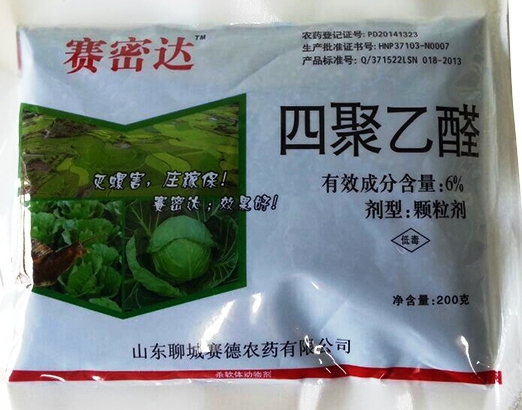 赛密达™
农药登记证号: PD20141323
生产批准证书号: HNP37103-N0007
产品标准号: Q/371522LSN 018-2013
四聚乙醛
有效成分含量: 6%
剂型: 颗粒剂
低毒
灭螺害, 庄稼保!
赛密达; 效果好!
净含量: 200克
山东聊城赛德农药有限公司
杀软体动物剂